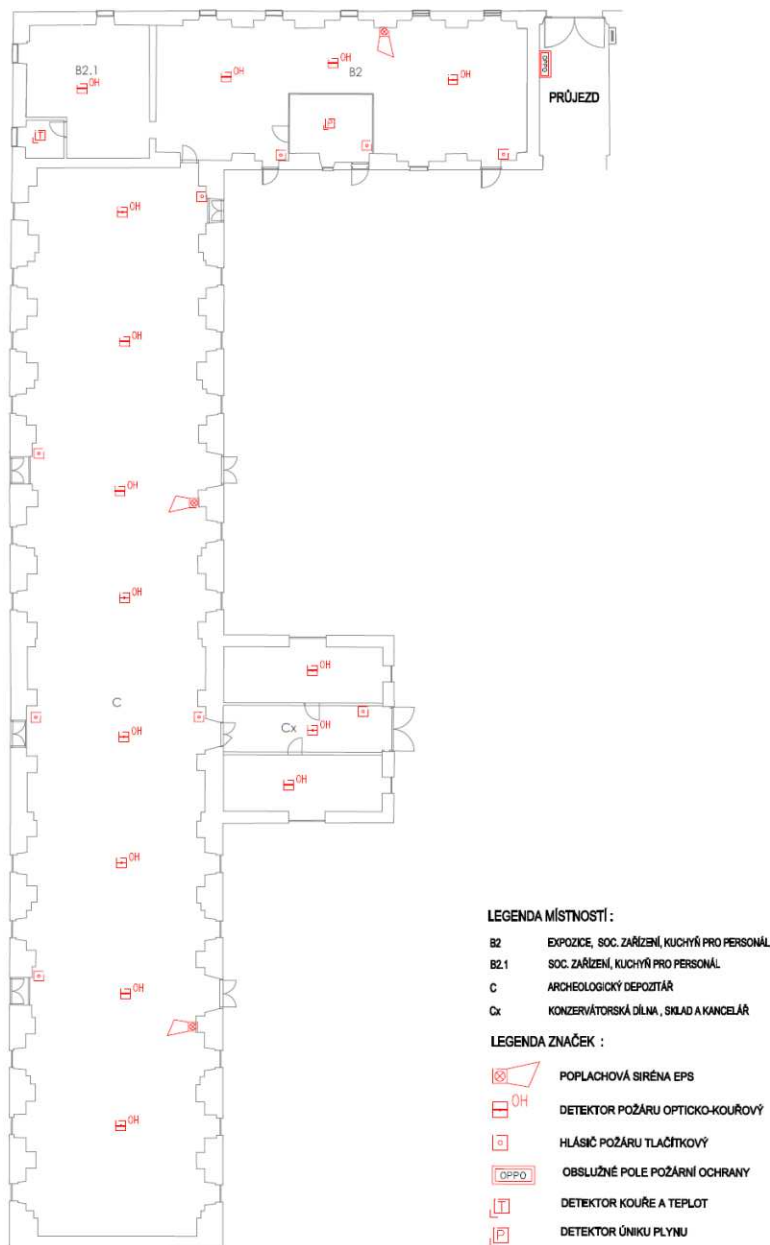 B2.1
OH
OH
OH
B2
OH
OPPO
PRŮJEZD
T
P
OH
OH
OH
OH
OH
C
Cx
OH
OH
OH
OH
OH
OH
LEGENDA MÍSTNOSTÍ :
B2 EXPOZICE, SOC. ZAŘÍZENÍ, KUCHYŇ PRO PERSONÁL
B2.1 SOC. ZAŘÍZENÍ, KUCHYŇ PRO PERSONÁL
C ARCHEOLOGICKÝ DEPOZITÁŘ
Cx KONZERVÁTORSKÁ DÍLNA , SKLAD A KANCELÁŘ
LEGENDA ZNAČEK :
POPLACHOVÁ SIRÉNA EPS
OH DETEKTOR POŽÁRU OPTICKO-KOUŘOVÝ
HLÁSIČ POŽÁRU TLAČÍTKOVÝ
OPPO OBSLUŽNÉ POLE POŽÁRNÍ OCHRANY
T DETEKTOR KOUŘE A TEPLOT
P DETEKTOR ÚNIKU PLYNU